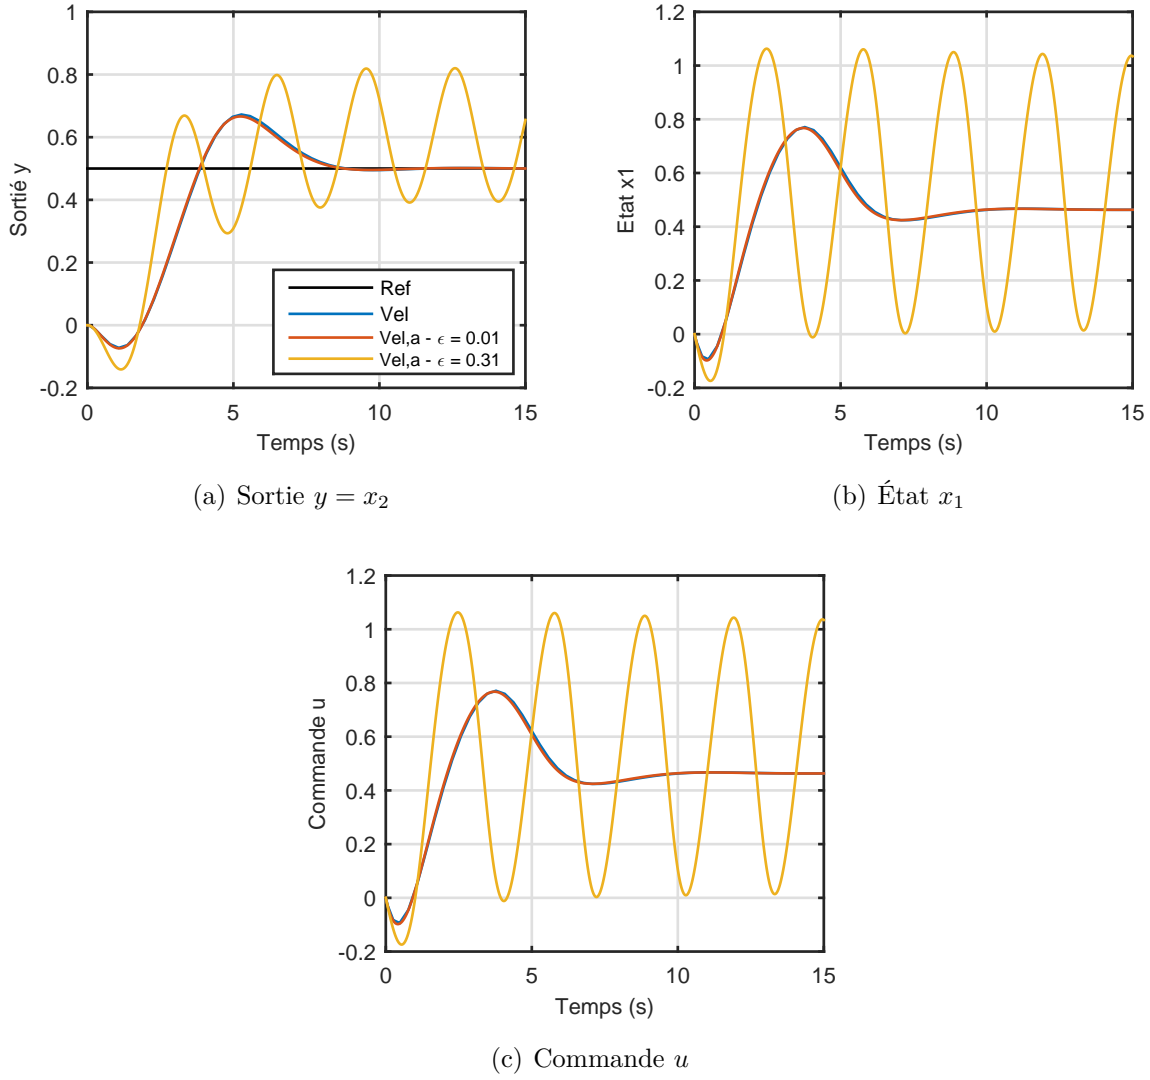 1
0.8
0.6
0.4
0.2
0
-0.2
Sortié y
Ref
Vel
Vel,a - ϵ = 0.01
Vel,a - ϵ = 0.31
0 5 10 15
Temps (s)
(a) Sortie y = x₂
1.2
1
0.8
0.6
0.4
0.2
0
-0.2
Etat x1
0 5 10 15
Temps (s)
(b) État x₁
1.2
1
0.8
0.6
0.4
0.2
0
-0.2
Commande u
0 5 10 15
Temps (s)
(c) Commande u